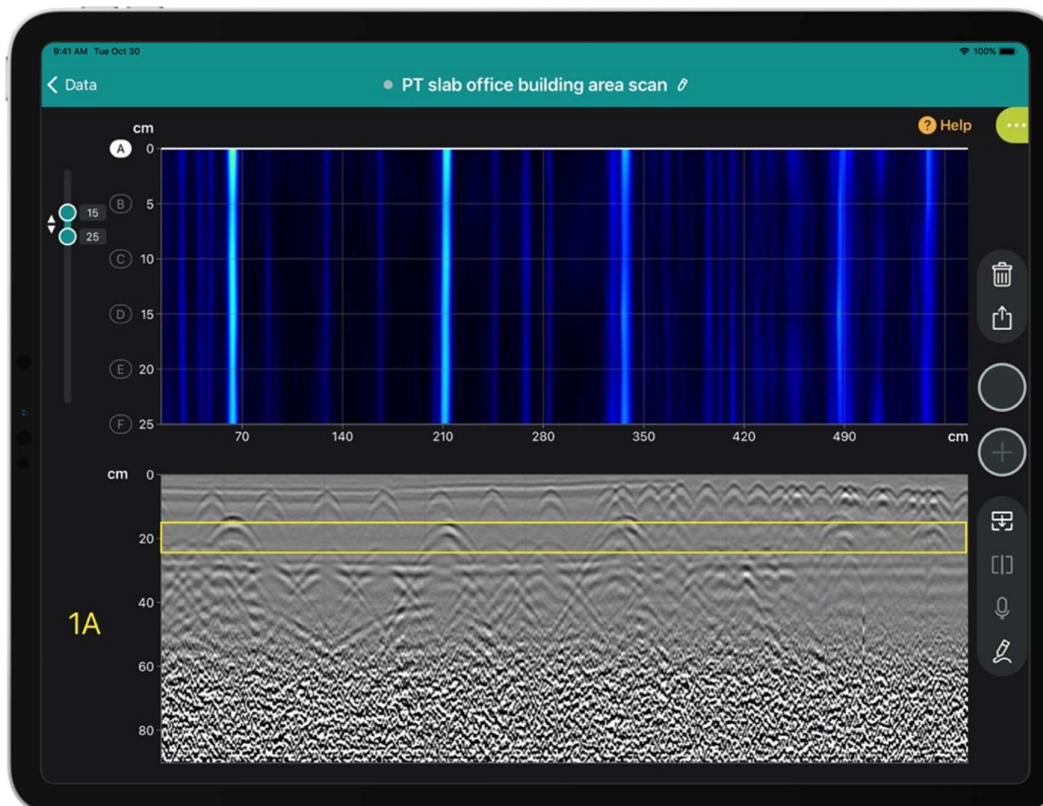 9:41 AM Tue Oct 30
100%
Data
PT slab office building area scan
? Help
cm
A 0
B 5
15
25
C 10
D 15
E 20
F 25
70 140 210 280 350 420 490 cm
cm 0
20
40
1A
60
80